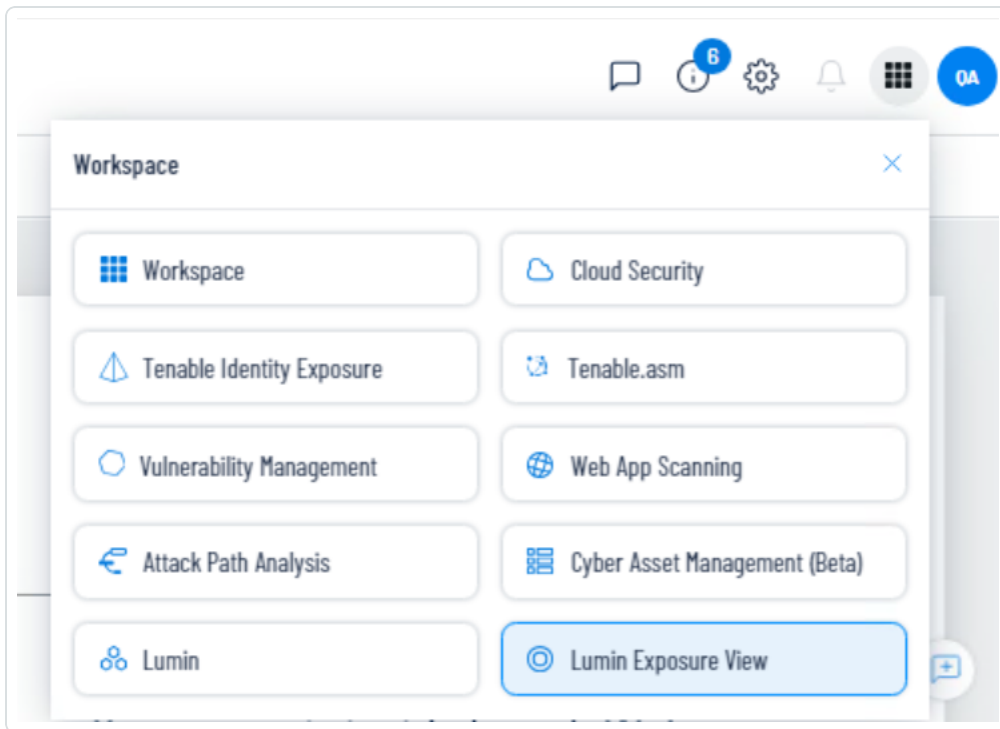 6
QA
Workspace
Workspace
Cloud Security
Tenable Identity Exposure
Tenable.asm
Vulnerability Management
Web App Scanning
Attack Path Analysis
Cyber Asset Management (Beta)
Lumin
Lumin Exposure View